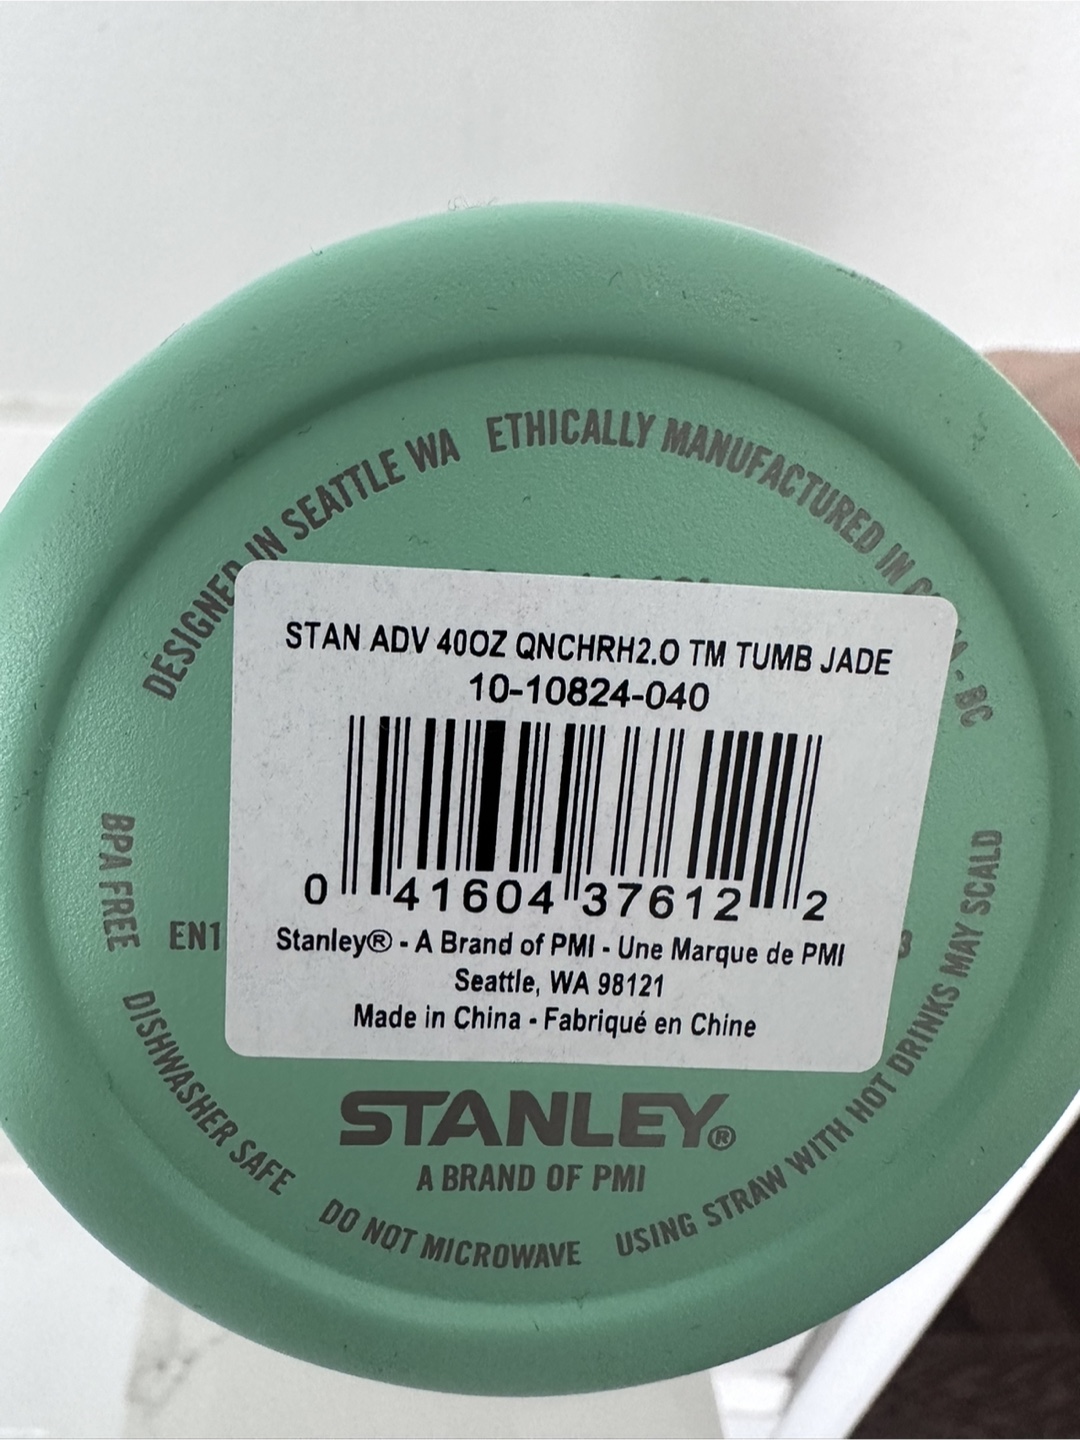 DESIGNED IN SEATTLE WA
ETHICALLY MANUFACTURED IN - BC
STAN ADV 40OZ QNCHRH2.O TM TUMB JADE
10-10824-040
0 41604 37612 2
Stanley® - A Brand of PMI - Une Marque de PMI
Seattle, WA 98121
Made in China - Fabriqué en Chine
BPA FREE
EN1
DISHWASHER SAFE
DO NOT MICROWAVE
USING STRAW WITH HOT DRINKS MAY SCALD
STANLEY®
A BRAND OF PMI